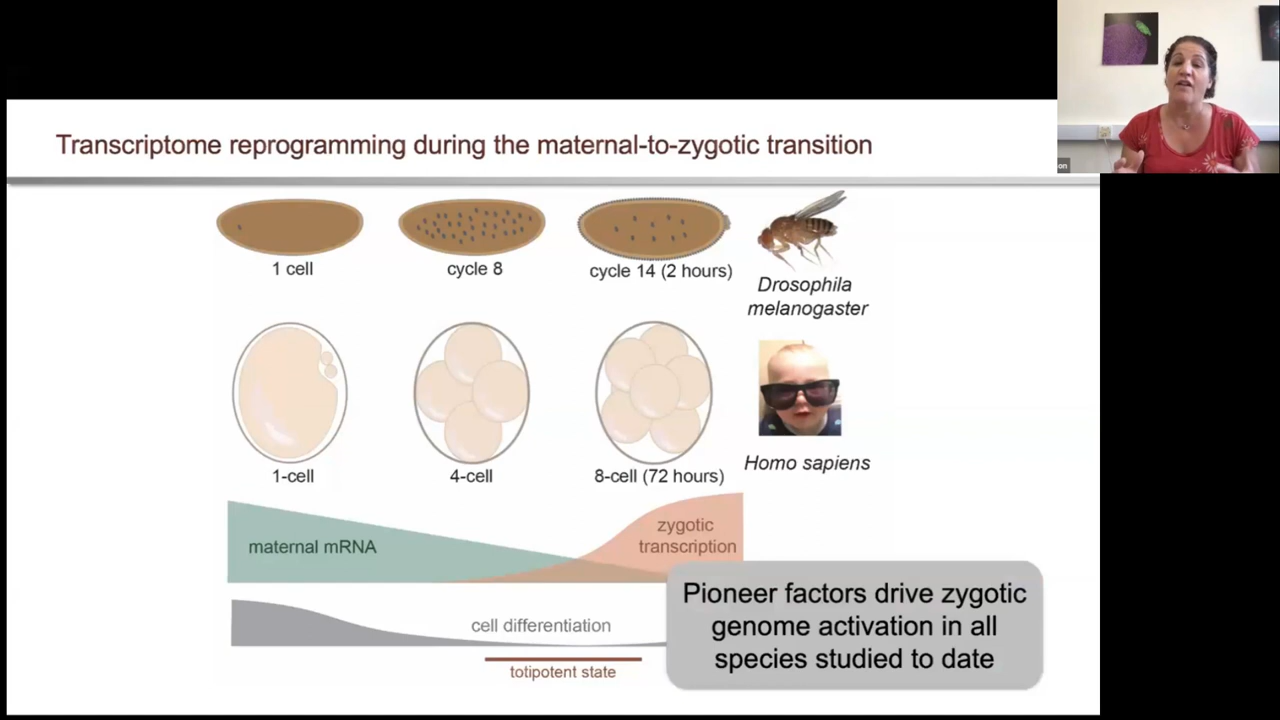 Transcriptome reprogramming during the maternal-to-zygotic transition
1 cell
cycle 8
cycle 14 (2 hours)
Drosophila
melanogaster
1-cell
4-cell
8-cell (72 hours)
Homo sapiens
maternal mRNA
zygotic
transcription
cell differentiation
totipotent state
Pioneer factors drive zygotic
genome activation in all
species studied to date
on